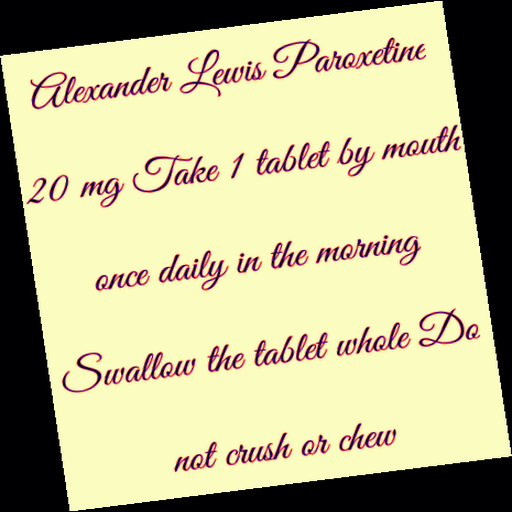 Alexander Lewis Paroxetine
20 mg Take 1 tablet by mouth
once daily in the morning
Swallow the tablet whole Do
not crush or chew